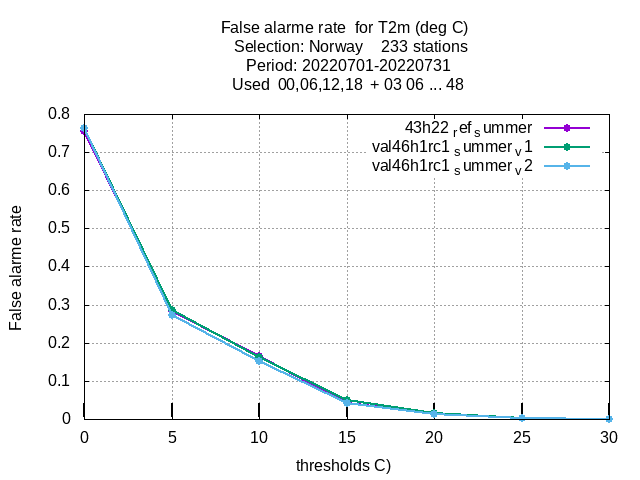 False alarme rate  for T2m (deg C)
Selection: Norway    233 stations
Period: 20220701-20220731
Used  00,06,12,18  + 03 06 ... 48
43h22 ref summer
val46h1rc1 summer v1
val46h1rc1 summer v2
0.8
0.7
0.6
0.5
0.4
0.3
0.2
0.1
0
False alarme rate
0 5 10 15 20 25 30
thresholds C)